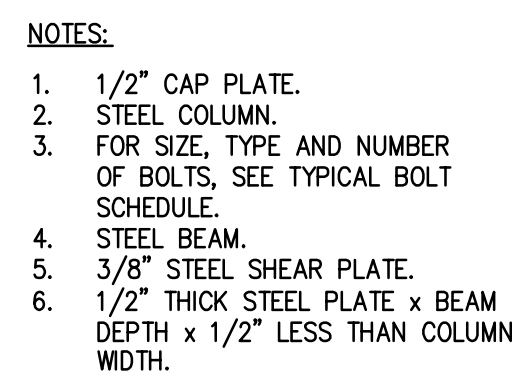 NOTES:
1. 1/2" CAP PLATE.
2. STEEL COLUMN.
3. FOR SIZE, TYPE AND NUMBER
OF BOLTS, SEE TYPICAL BOLT
SCHEDULE.
4. STEEL BEAM.
5. 3/8" STEEL SHEAR PLATE.
6. 1/2" THICK STEEL PLATE x BEAM
DEPTH x 1/2" LESS THAN COLUMN
WIDTH.